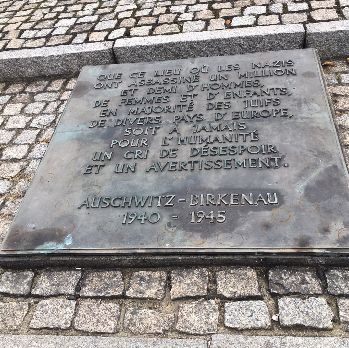 QUE CE LIEU OÙ LES NAZIS
ONT ASSASSINÉ UN MILLION
ET DEMI D'HOMMES,
DE FEMMES ET D'ENFANTS,
EN MAJORITÉ DES JUIFS
DE DIVERS PAYS D'EUROPE,
SOIT A JAMAIS
POUR L'HUMANITÉ
UN CRI DE DÉSESPOIR
ET UN AVERTISSEMENT.
AUSCHWITZ-BIRKENAU
1940 - 1945